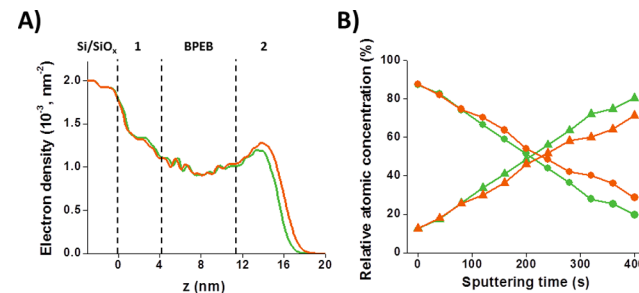 A)
Si/SiOx 1 BPEB 2
Electron density (10⁻³, nm⁻²)
2.0
1.5
1.0
0.5
0.0
0 4 8 12 16 20
z (nm)
B)
Relative atomic concentration (%)
100
80
60
40
20
0
0 100 200 300 400
Sputtering time (s)